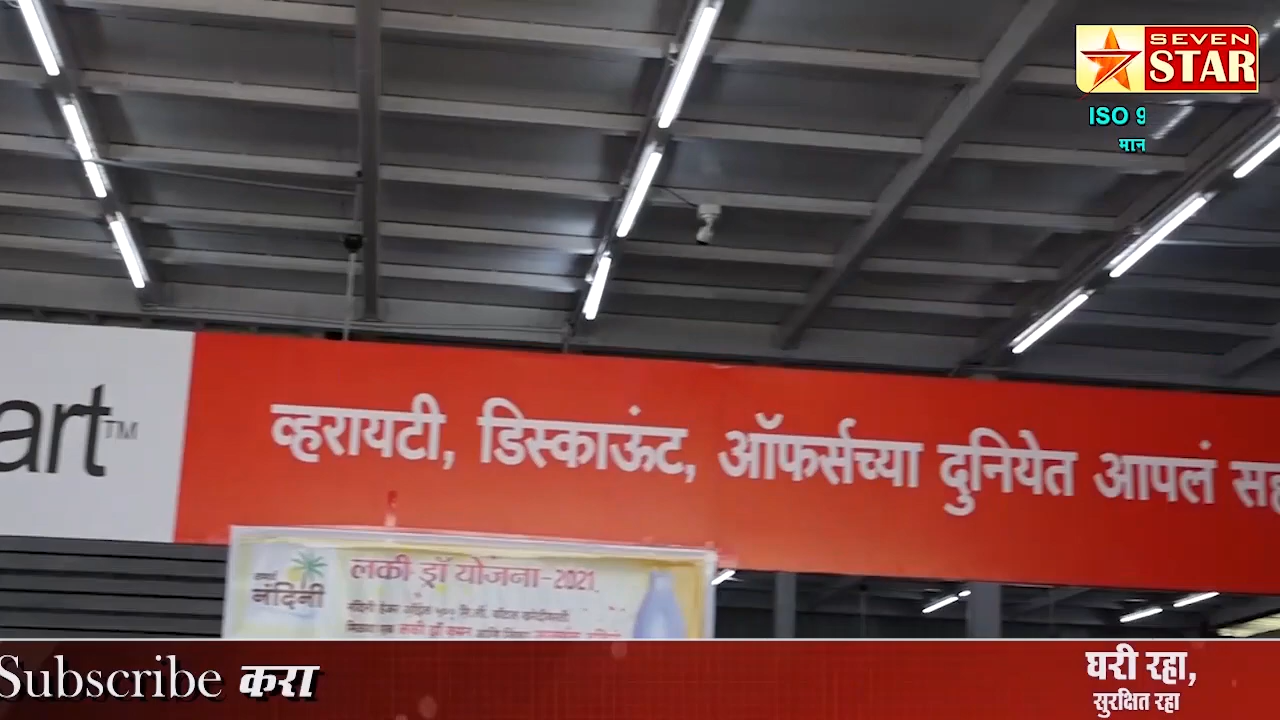 SEVEN
STAR
ISO 9
मान
art™
व्हरायटी, डिस्काऊंट, ऑफर्सच्या दुनियेत आपलं सह
लकी ड्रॉ योजना-2021
नंदिनी
Subscribe करा
घरी रहा,
सुरक्षित रहा